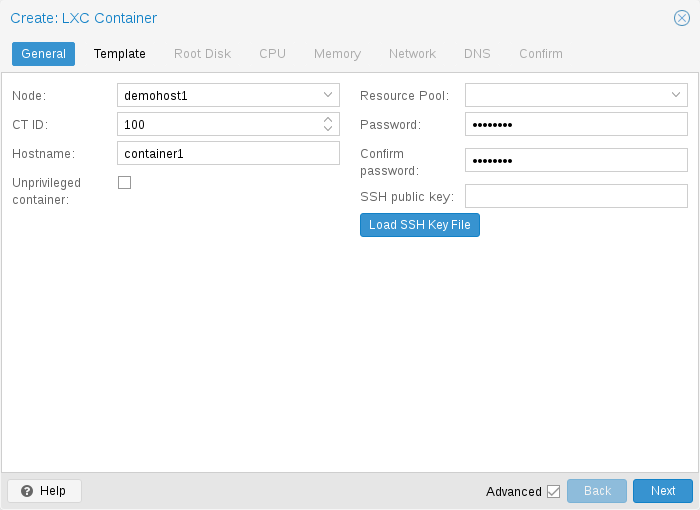 Create: LXC Container
General Template Root Disk CPU Memory Network DNS Confirm
Node: demohost1
CT ID: 100
Hostname: container1
Unprivileged
container:
Resource Pool:
Password: ••••••••
Confirm
password: ••••••••
SSH public key:
Load SSH Key File
Help
Advanced Back Next